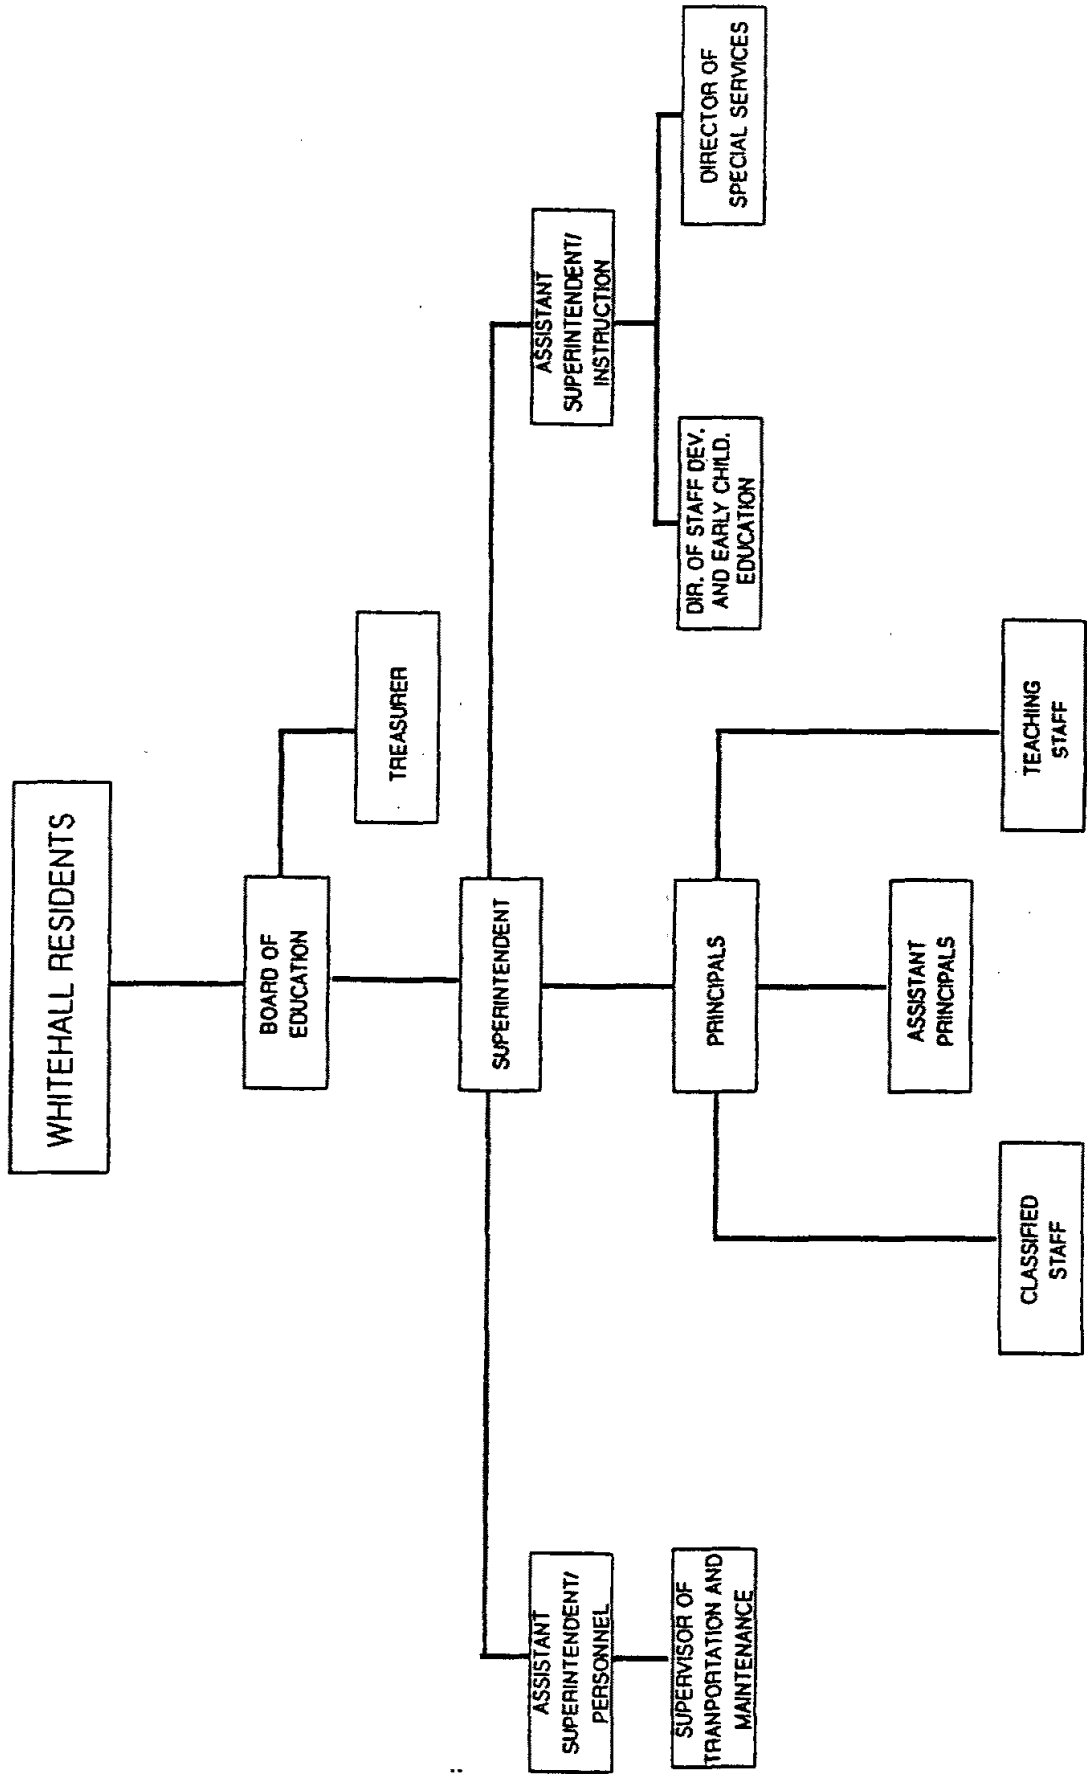 WHITEHALL RESIDENTS
BOARD OF
EDUCATION
TREASURER
SUPERINTENDENT
ASSISTANT
SUPERINTENDENT/
PERSONNEL
ASSISTANT
SUPERINTENDENT/
INSTRUCTION
SUPERVISOR OF
TRANPORTATION AND
MAINTENANCE
PRINCIPALS
DIR. OF STAFF DEV.
AND EARLY CHILD.
EDUCATION
DIRECTOR OF
SPECIAL SERVICES
ASSISTANT
PRINCIPALS
CLASSIFIED
STAFF
TEACHING
STAFF